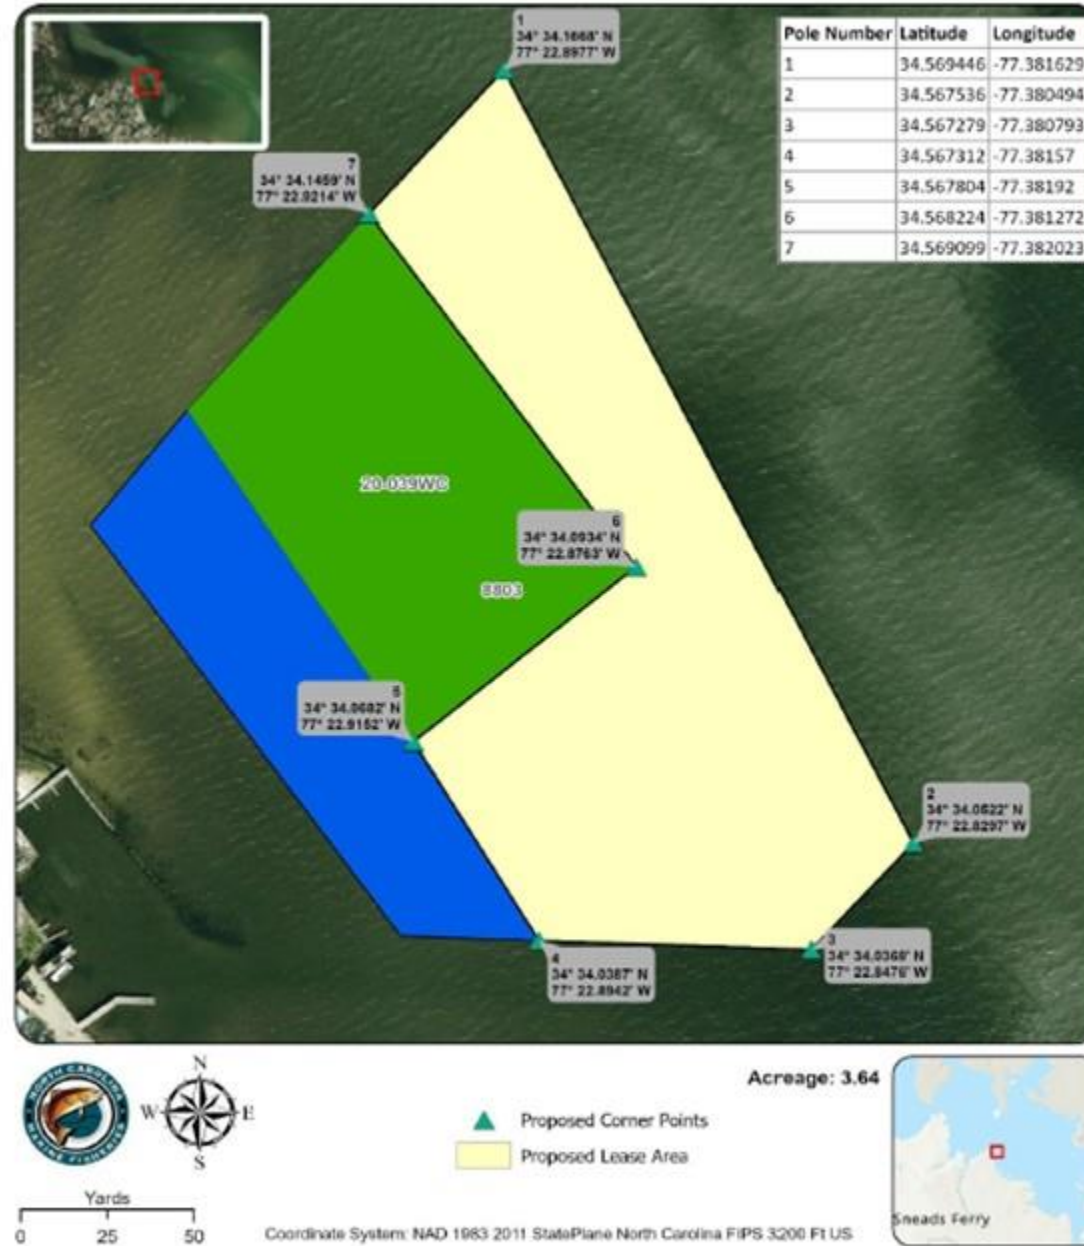 1
34° 34.1668' N
77° 22.8977' W
Pole Number Latitude Longitude
1 34.569446 -77.381629
2 34.567536 -77.380494
3 34.567279 -77.380793
4 34.567312 -77.38157
5 34.567804 -77.38192
6 34.568224 -77.381272
7 34.569099 -77.382023
7
34° 34.1459' N
77° 22.9214' W
20-039WC
6
34° 34.0934' N
77° 22.8763' W
8803
5
34° 34.0682' N
77° 22.9152' W
2
34° 34.0522' N
77° 22.8297' W
3
34° 34.0368' N
77° 22.8476' W
4
34° 34.0387' N
77° 22.8942' W
NORTH CAROLINA
MARINE FISHERIES
N
W E
S
Acreage: 3.64
Proposed Corner Points
Proposed Lease Area
Yards
0 25 50
Coordinate System: NAD 1983 2011 StatePlane North Carolina FIPS 3200 Ft US
Sneads Ferry